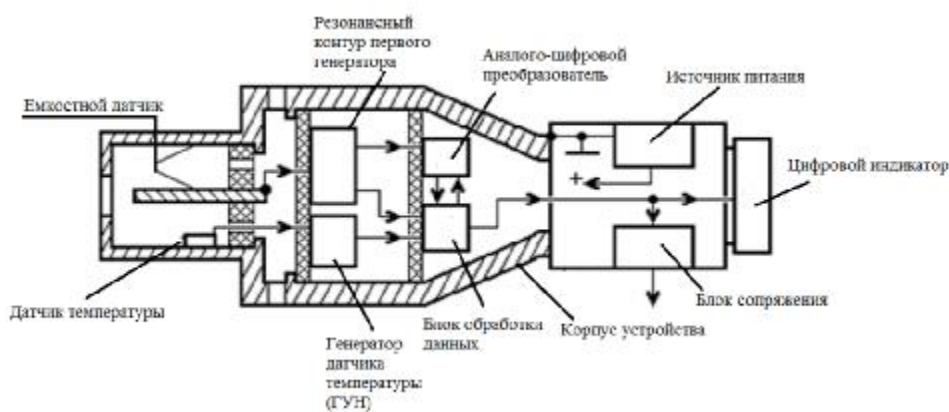 Резонансный
контур первого
генератора
Аналого-цифровой
преобразователь
Источник питания
Емкостной датчик
Цифровой индикатор
+
Датчик температуры
Генератор
датчика
температуры
(ГУН)
Блок обработка
данных
Корпус устройства
Блок сопряжения